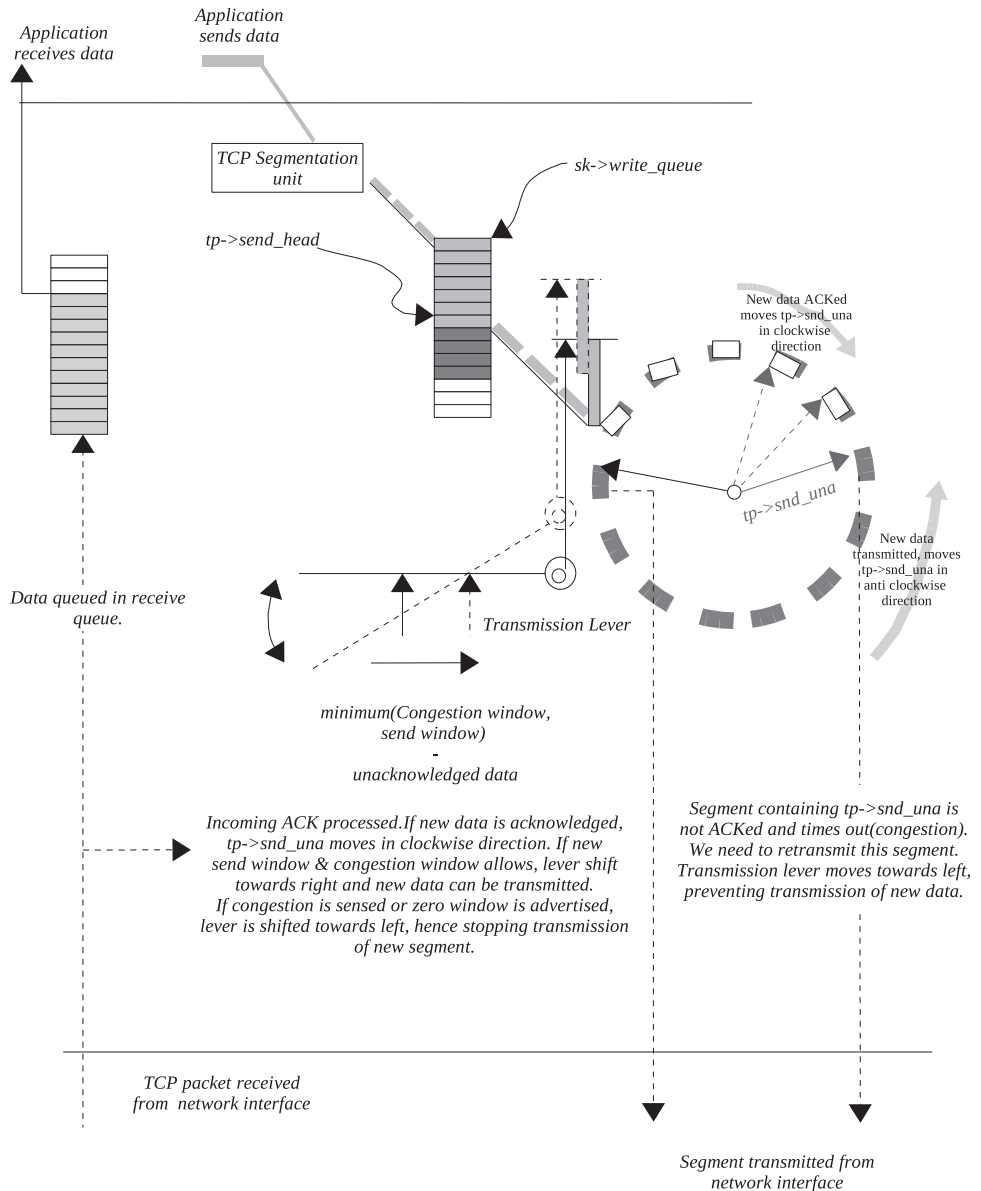 Application
receives data
Application
sends data
TCP Segmentation
unit
sk->write_queue
tp->send_head
New data ACKed
moves tp->snd_una
in clockwise
direction
tp->snd_una
New data
transmitted, moves
tp->snd_una in
anti clockwise
direction
Data queued in receive
queue.
Transmission Lever
minimum(Congestion window,
send window)
-
unacknowledged data
Incoming ACK processed.If new data is acknowledged,
tp->snd_una moves in clockwise direction. If new
send window & congestion window allows, lever shift
towards right and new data can be transmitted.
If congestion is sensed or zero window is advertised,
lever is shifted towards left, hence stopping transmission
of new segment.
Segment containing tp->snd_una is
not ACKed and times out(congestion).
We need to retransmit this segment.
Transmission lever moves towards left,
preventing transmission of new data.
TCP packet received
from network interface
Segment transmitted from
network interface